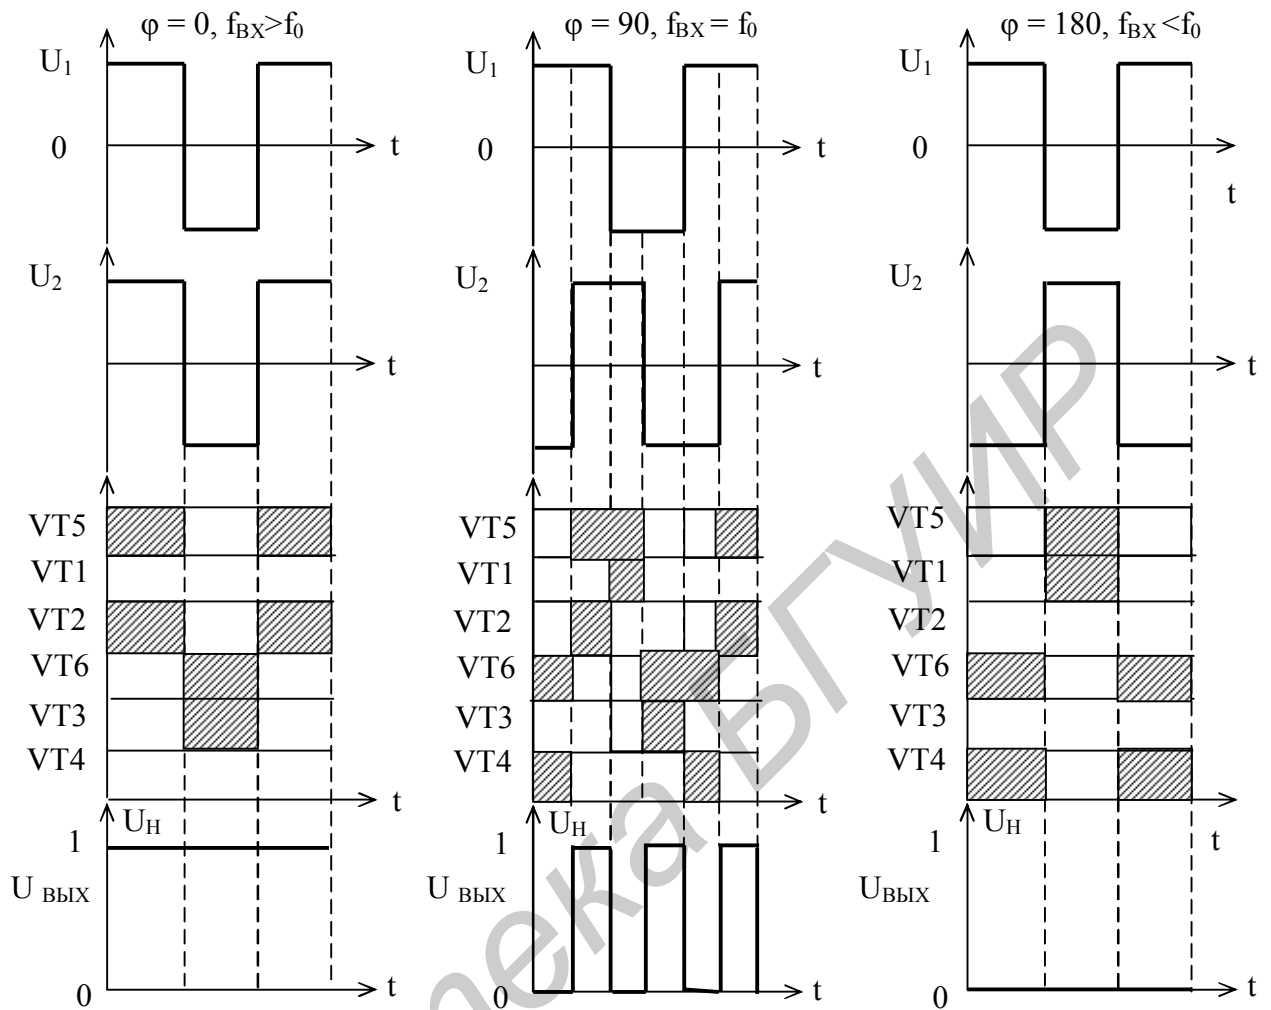 φ = 0, fВХ>f0
U1
0
t
U2
t
VT5
VT1
VT2
VT6
VT3
VT4
t
UН
1
U ВЫХ
0
t
φ = 90, fВХ = f0
U1
0
t
U2
t
VT5
VT1
VT2
VT6
VT3
VT4
t
UН
1
U ВЫХ
0
t
φ = 180, fВХ <f0
U1
0
t
t
U2
t
VT5
VT1
VT2
VT6
VT3
VT4
t
UН
1
UВЫХ
0
t
тека БГУИР